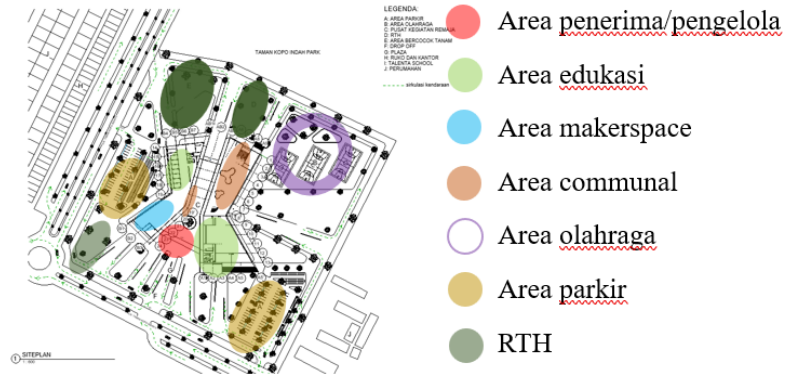 LEGENDA:
A: AREA PARKIR
B: AREA OLAHRAGA
C: PUSAT KEGIATAN REMAJA
D: RTH
E: AREA BERCOCOK TANAM
F: DROP OFF
G: PLAZA
H: RUKO DAN KANTOR
I: TALENTA SCHOOL
J: PERUMAHAN
sirkulasi kendaraan
TAMAN KOPO INDAH PARK
Area penerima/pengelola
Area edukasi
Area makerspace
Area communal
Area olahraga
Area parkir
RTH
1 SITEPLAN